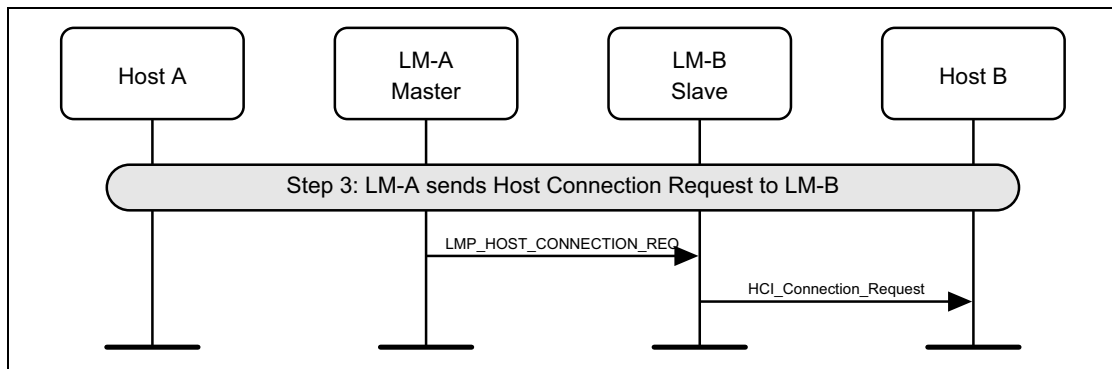 Host A
LM-A
Master
LM-B
Slave
Host B
Step 3: LM-A sends Host Connection Request to LM-B
LMP_HOST_CONNECTION_REQ
HCI_Connection_Request